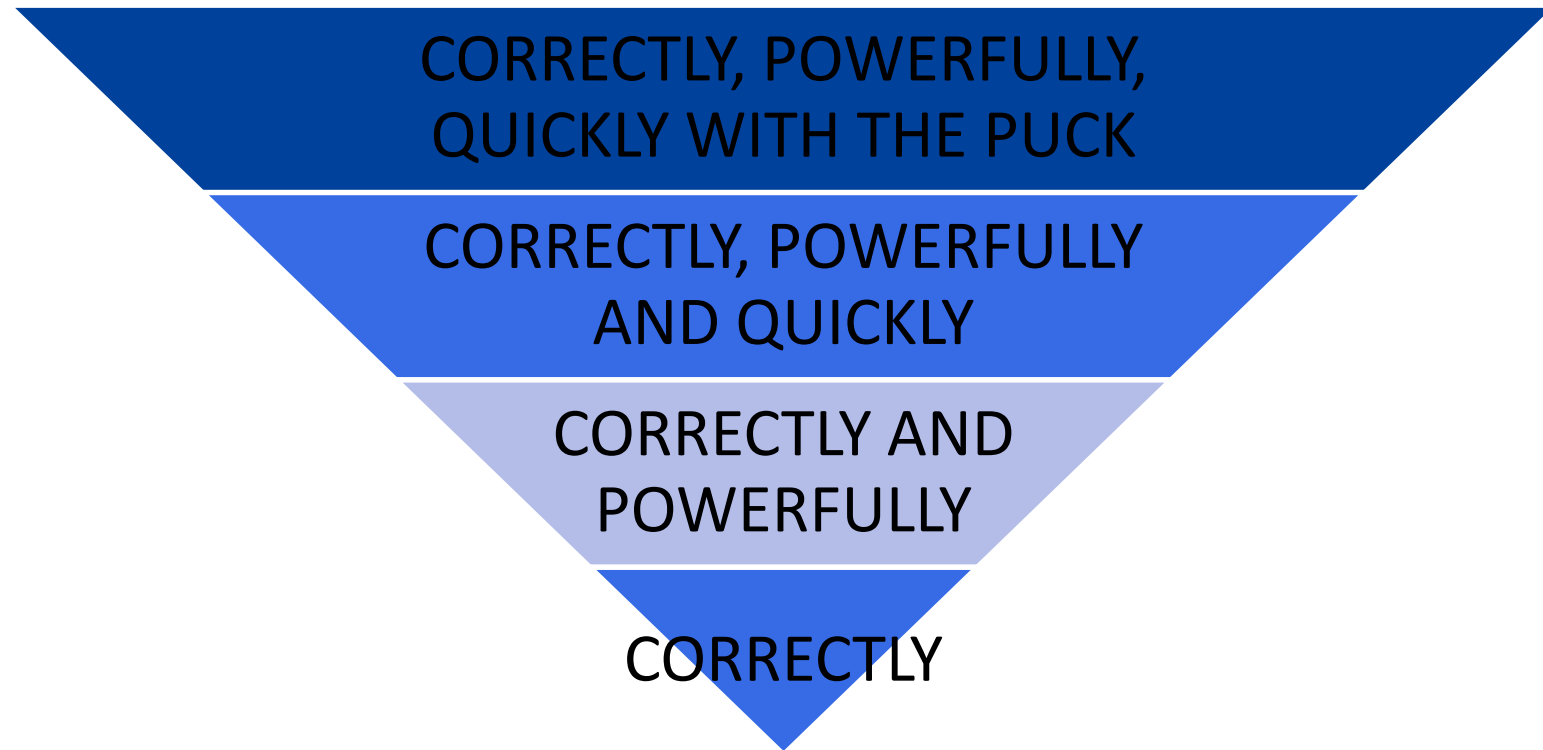 CORRECTLY, POWERFULLY,
QUICKLY WITH THE PUCK
CORRECTLY, POWERFULLY
AND QUICKLY
CORRECTLY AND
POWERFULLY
CORRECTLY